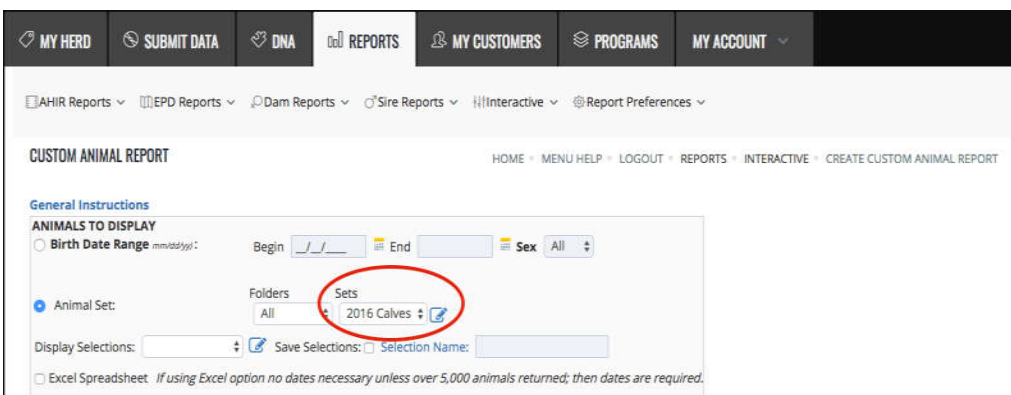 MY HERD SUBMIT DATA DNA REPORTS MY CUSTOMERS PROGRAMS MY ACCOUNT
AHIR Reports EPD Reports Dam Reports Sire Reports Interactive Report Preferences
CUSTOM ANIMAL REPORT HOME MENU HELP LOGOUT REPORTS INTERACTIVE CREATE CUSTOM ANIMAL REPORT
General Instructions
ANIMALS TO DISPLAY
Birth Date Range mm/dd/yy): Begin _/_/___ End Sex All
Folders Sets
Animal Set: All 2016 Calves
Display Selections: Save Selections: Selection Name:
Excel Spreadsheet If using Excel option no dates necessary unless over 5,000 animals returned; then dates are required.